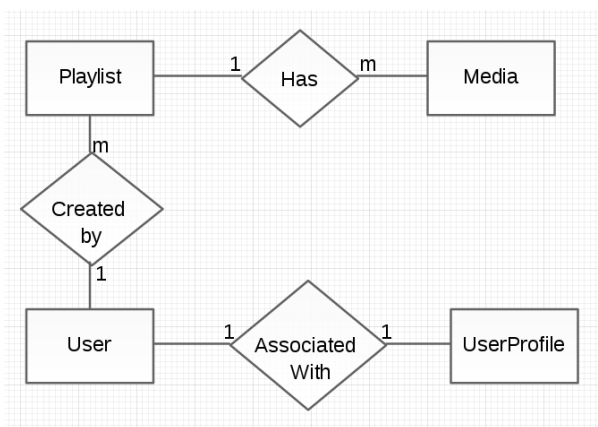 Playlist
1
Has
m
Media
m
Created
by
1
User
1
Associated
With
1
UserProfile